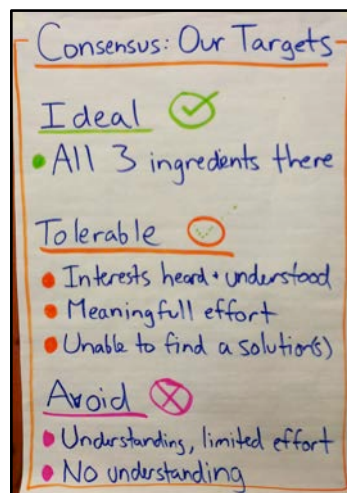 Consensus: Our Targets
Ideal
• All 3 ingredients there
Tolerable
• Interests heard + understood
• Meaningfull effort
• Unable to find a solution(s)
Avoid
• Understanding, limited effort
• No understanding